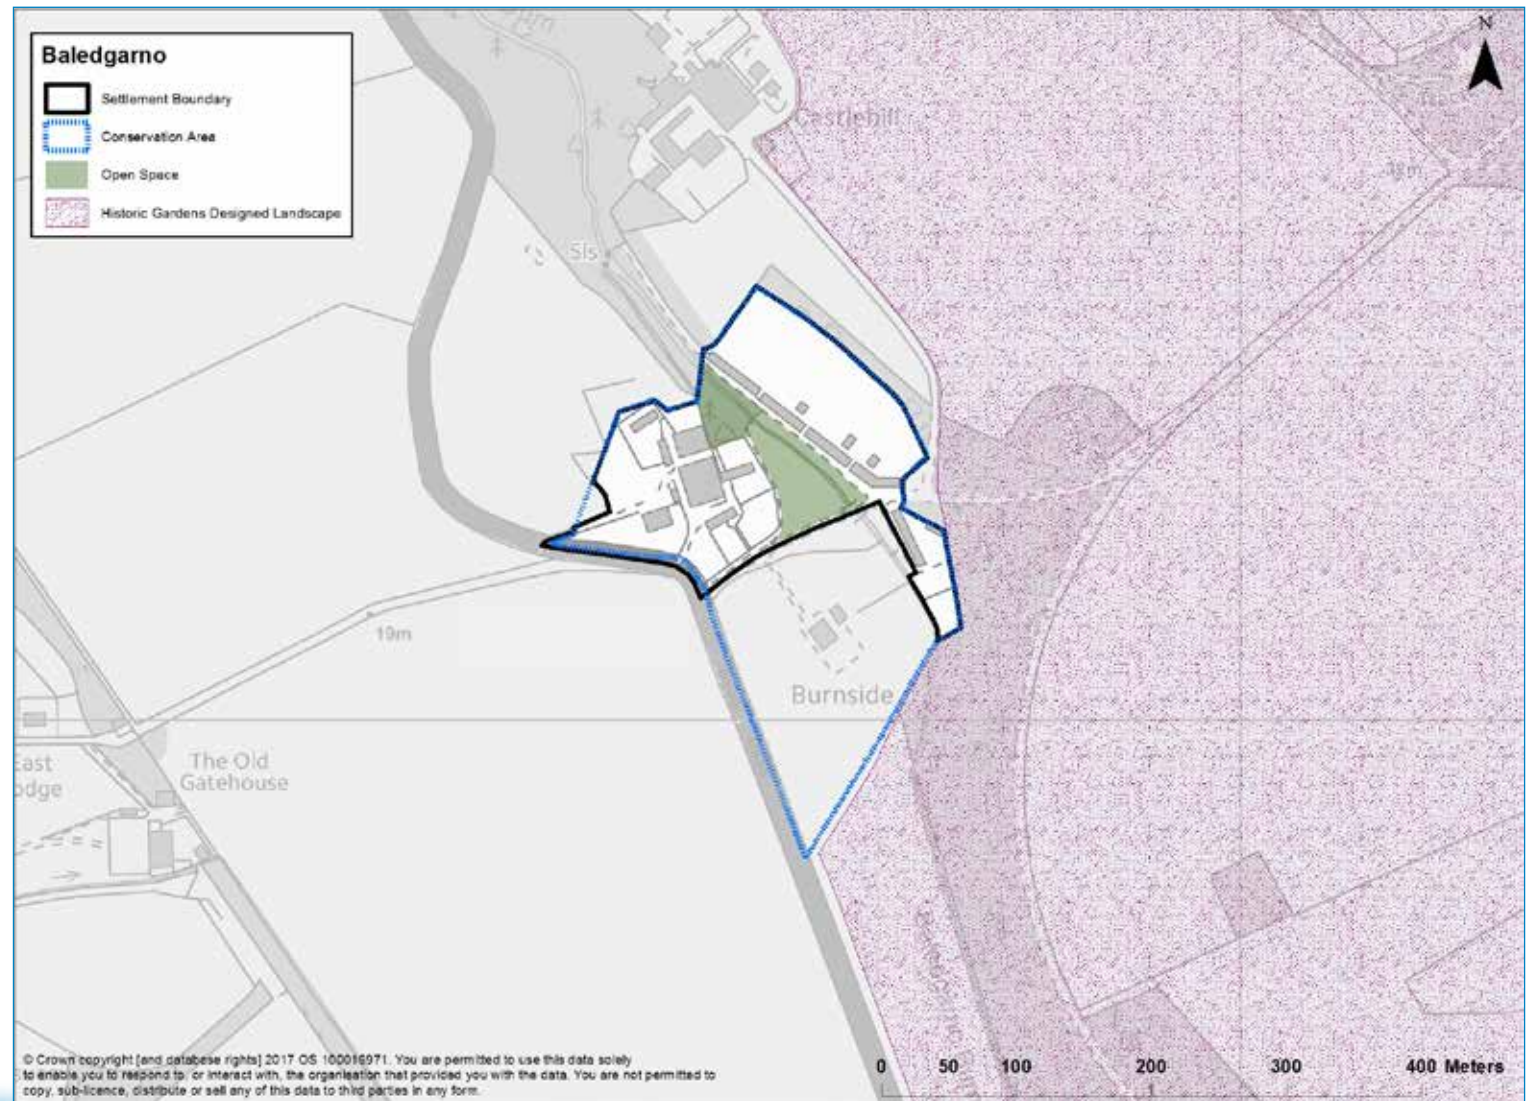 Baledgarno
Settlement Boundary
Conservation Area
Open Space
Historic Gardens Designed Landscape
N
Castlehill
Sls
19m
Burnside
East
The Old
Gatehouse
© Crown copyright [and database rights] 2017 OS 100016971. You are permitted to use this data solely
to enable you to respond to, or interact with, the organisation that provided you with the data. You are not permitted to
copy, sub-licence, distribute or sell any of this data to third parties in any form.
0 50 100 200 300 400 Meters